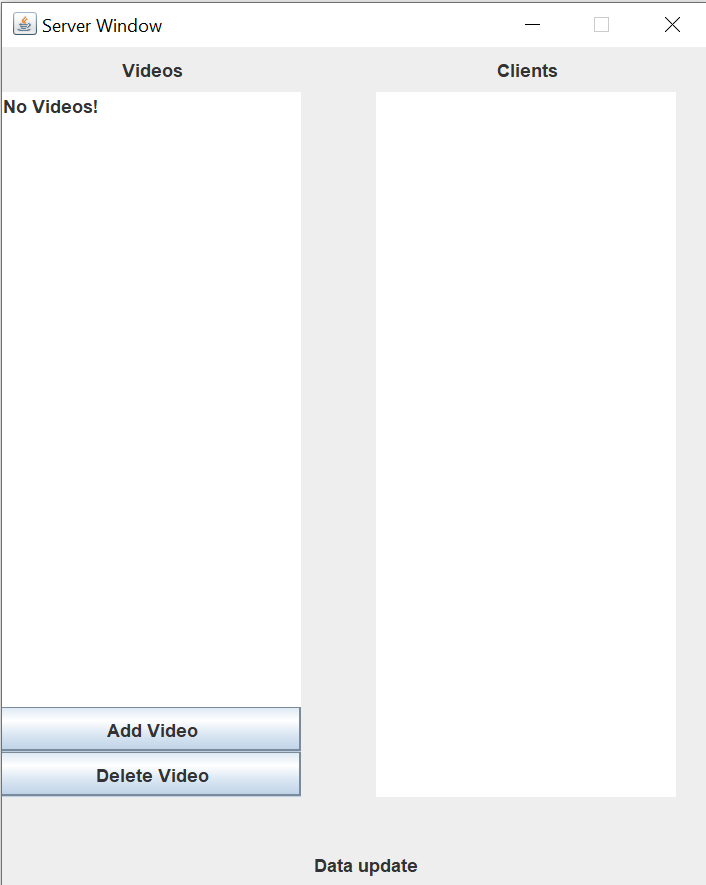 Server Window
Videos
Clients
No Videos!
Add Video
Delete Video
Data update